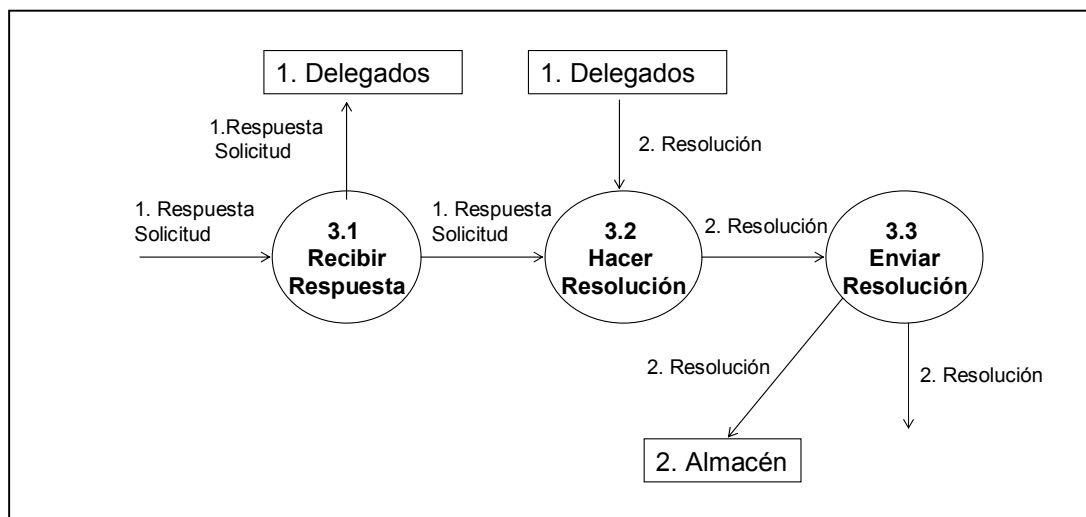 1. Delegados
1. Delegados
1.Respuesta
Solicitud
2. Resolución
1. Respuesta
Solicitud
3.1
Recibir
Respuesta
1. Respuesta
Solicitud
3.2
Hacer
Resolución
2. Resolución
3.3
Enviar
Resolución
2. Resolución
2. Resolución
2. Almacén